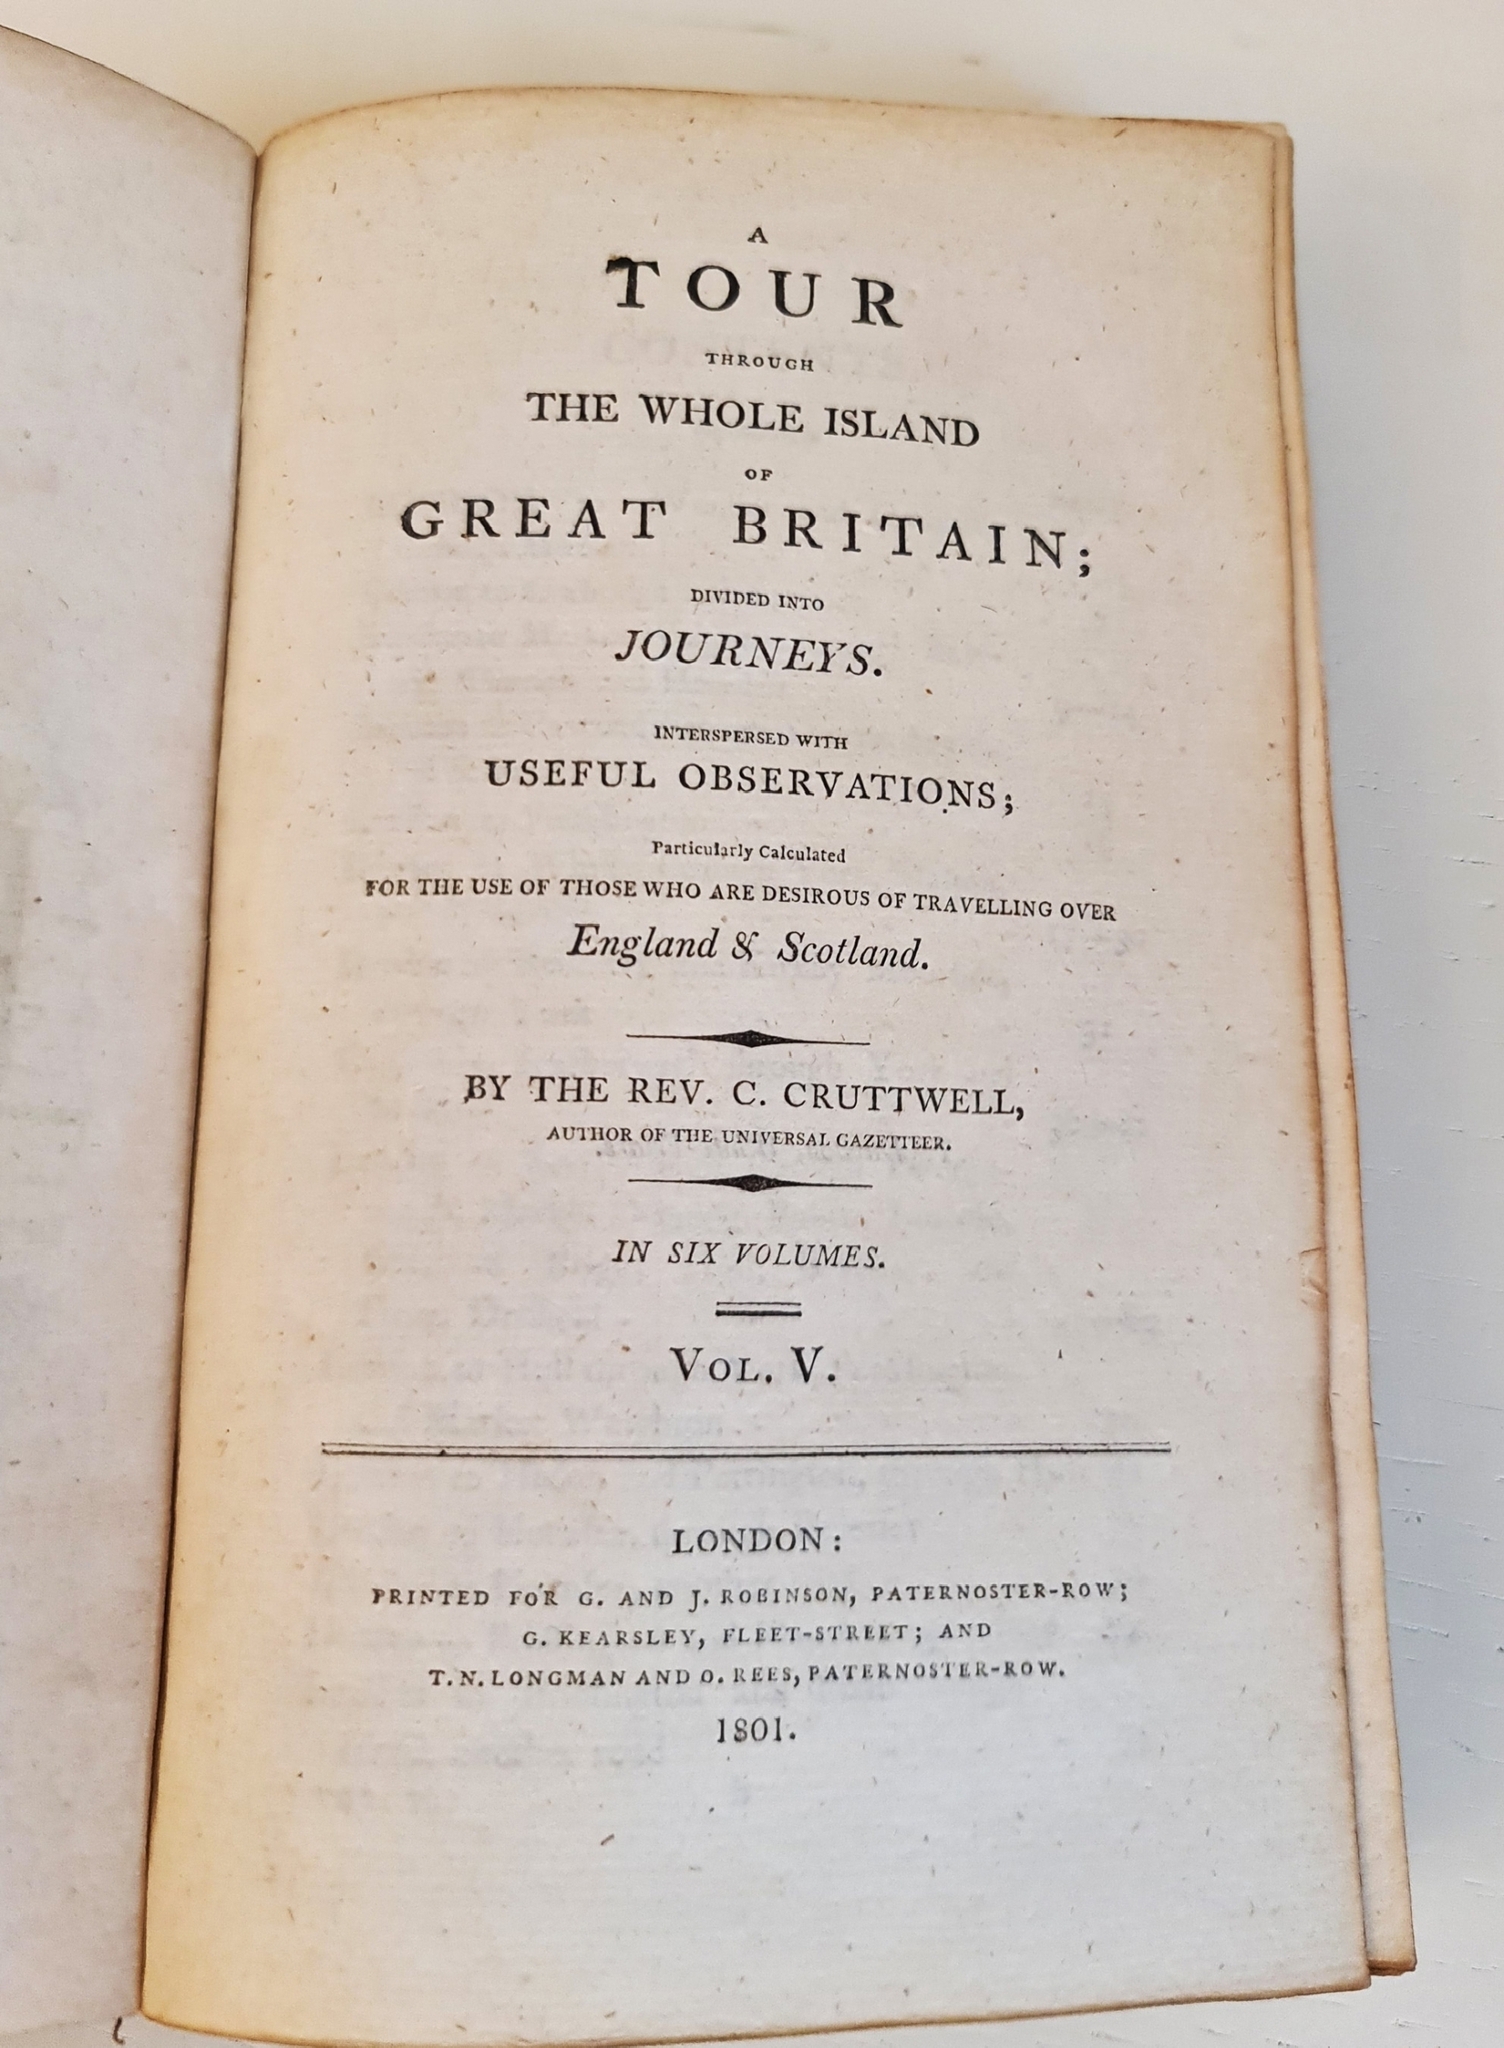 A
TOUR
THROUGH
THE WHOLE ISLAND
OF
GREAT BRITAIN;
DIVIDED INTO
JOURNEYS.
INTERSPERSED WITH
USEFUL OBSERVATIONS;
Particularly Calculated
FOR THE USE OF THOSE WHO ARE DESIROUS OF TRAVELLING OVER
England & Scotland.
BY THE REV. C. CRUTTWELL,
AUTHOR OF THE UNIVERSAL GAZETTEER.
IN SIX VOLUMES.
VOL. V.
LONDON:
PRINTED FOR G. AND J. ROBINSON, PATERNOSTER-ROW;
G. KEARSLEY, FLEET-STREET; AND
T. N. LONGMAN AND O. REES, PATERNOSTER-ROW.
1801.